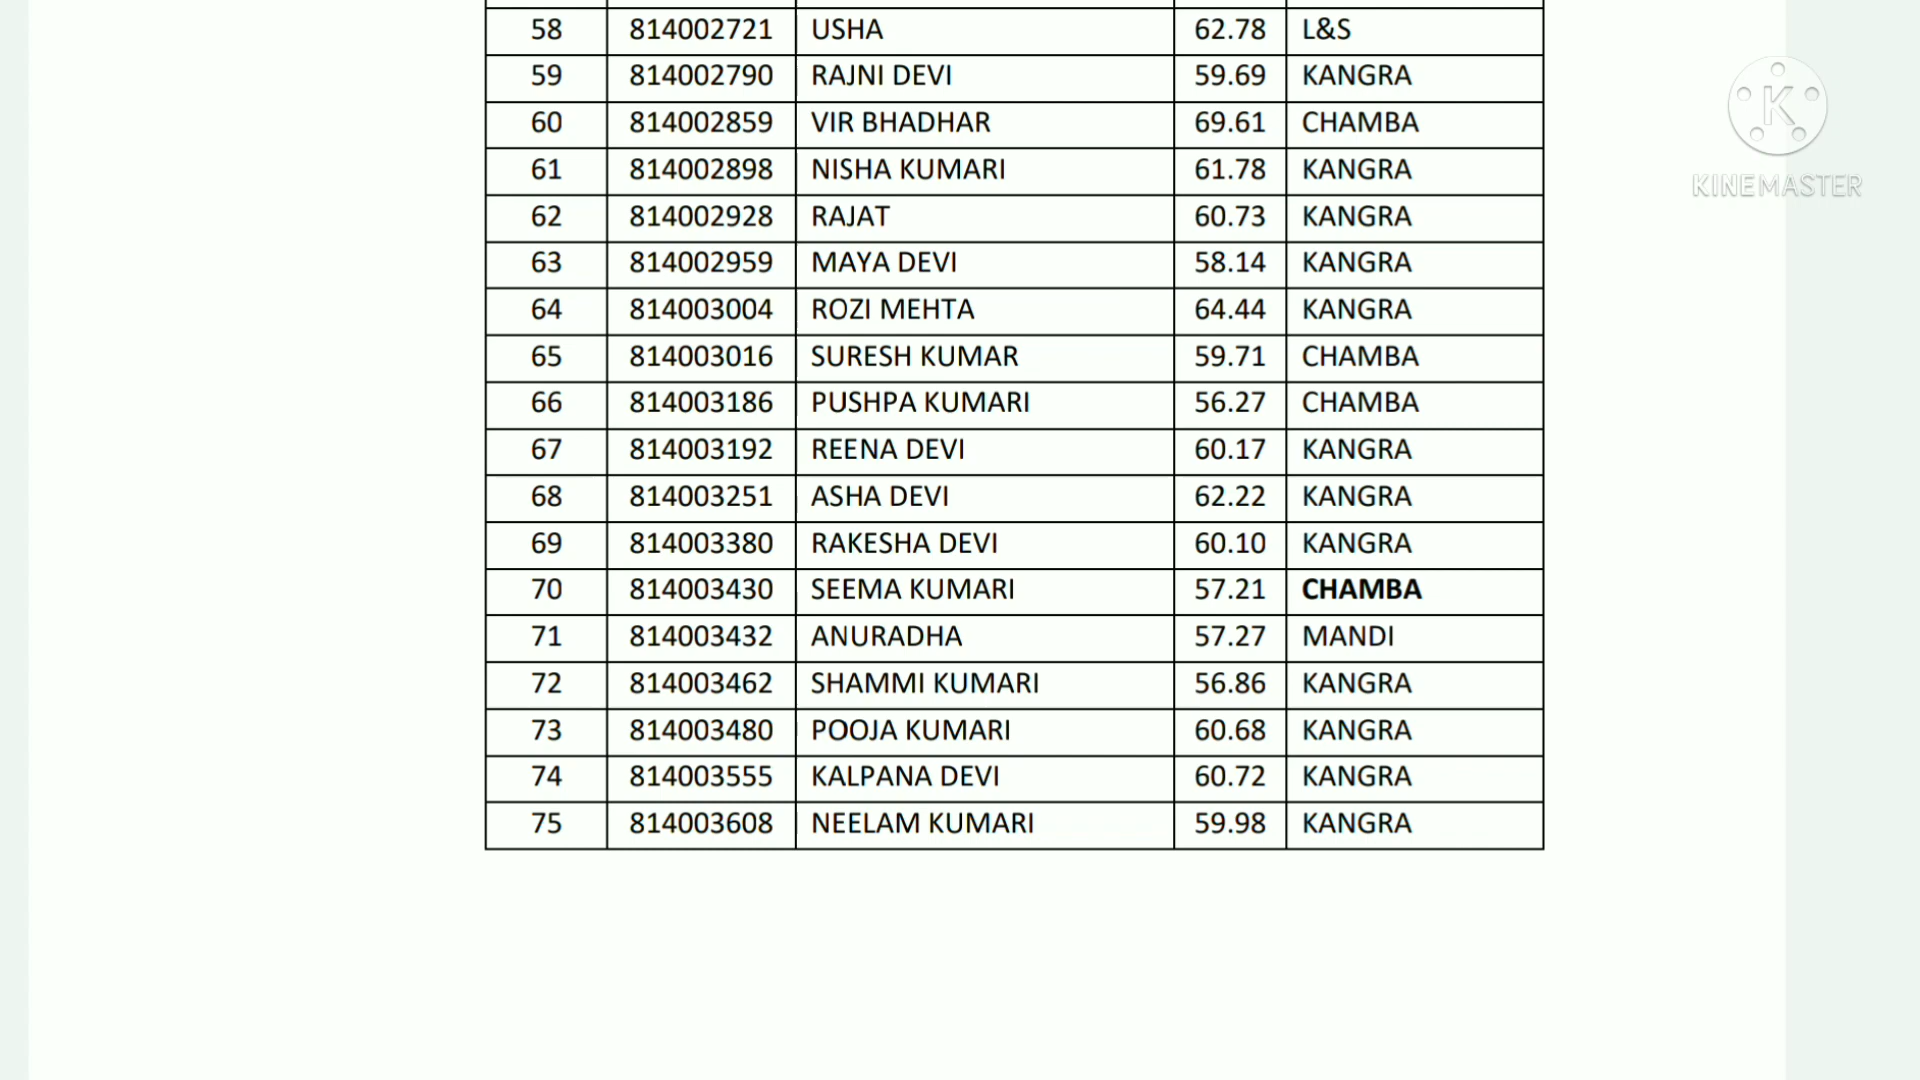 58 814002721 USHA 62.78 L&S
59 814002790 RAJNI DEVI 59.69 KANGRA
60 814002859 VIR BHADHAR 69.61 CHAMBA
61 814002898 NISHA KUMARI 61.78 KANGRA
62 814002928 RAJAT 60.73 KANGRA
63 814002959 MAYA DEVI 58.14 KANGRA
64 814003004 ROZI MEHTA 64.44 KANGRA
65 814003016 SURESH KUMAR 59.71 CHAMBA
66 814003186 PUSHPA KUMARI 56.27 CHAMBA
67 814003192 REENA DEVI 60.17 KANGRA
68 814003251 ASHA DEVI 62.22 KANGRA
69 814003380 RAKESHA DEVI 60.10 KANGRA
70 814003430 SEEMA KUMARI 57.21 CHAMBA
71 814003432 ANURADHA 57.27 MANDI
72 814003462 SHAMMI KUMARI 56.86 KANGRA
73 814003480 POOJA KUMARI 60.68 KANGRA
74 814003555 KALPANA DEVI 60.72 KANGRA
75 814003608 NEELAM KUMARI 59.98 KANGRA
K
KINEMASTER